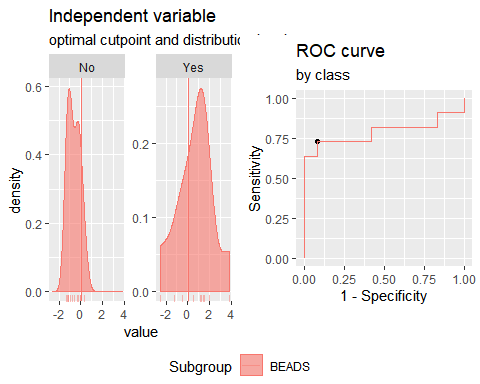 Independent variable
optimal cutpoint and distributio
No
Yes
0.6
0.4
0.2
0.0
0.2
0.1
0.0
-2 0 2 4
-2 0 2 4
density
value
ROC curve
by class
1.00
0.75
0.50
0.25
0.00
0.00 0.25 0.50 0.75 1.00
Sensitivity
1 - Specificity
Subgroup
BEADS